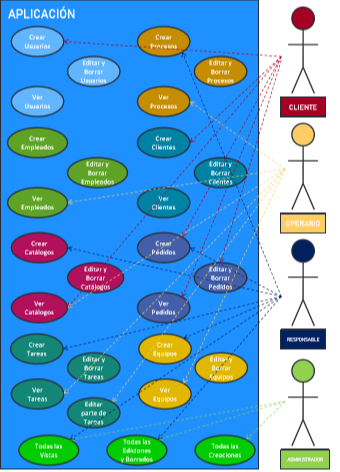 APLICACIÓN
Crear
Usuarios
Crear
Procesos
Editar y
Borrar
Usuarios
Editar y
Borrar
Procesos
Ver
Usuarios
Ver
Procesos
CLIENTE
Crear
Empleados
Crear
Clientes
Editar y
Borrar
Empleados
Editar y
Borrar
Clientes
Ver
Empleados
Ver
Clientes
OPERARIO
Crear
Catálogos
Crear
Pédidos
Editar y
Borrar
Catálogos
Editar y
Borrar
Pedidos
Ver
Catálogos
Ver
Pedidos
RESPONSABLE
Crear
Tareas
Crear
Equipos
Editar y
Borrar
Tareas
Editar y
Borrar
Equipos
Ver
Tareas
Ver
Equipos
Editar
parte de
Tareas
Todas las
Vistas
Todas las
Ediciones
y Borrados
Todas las
Creaciones
ADMINISTRADOR